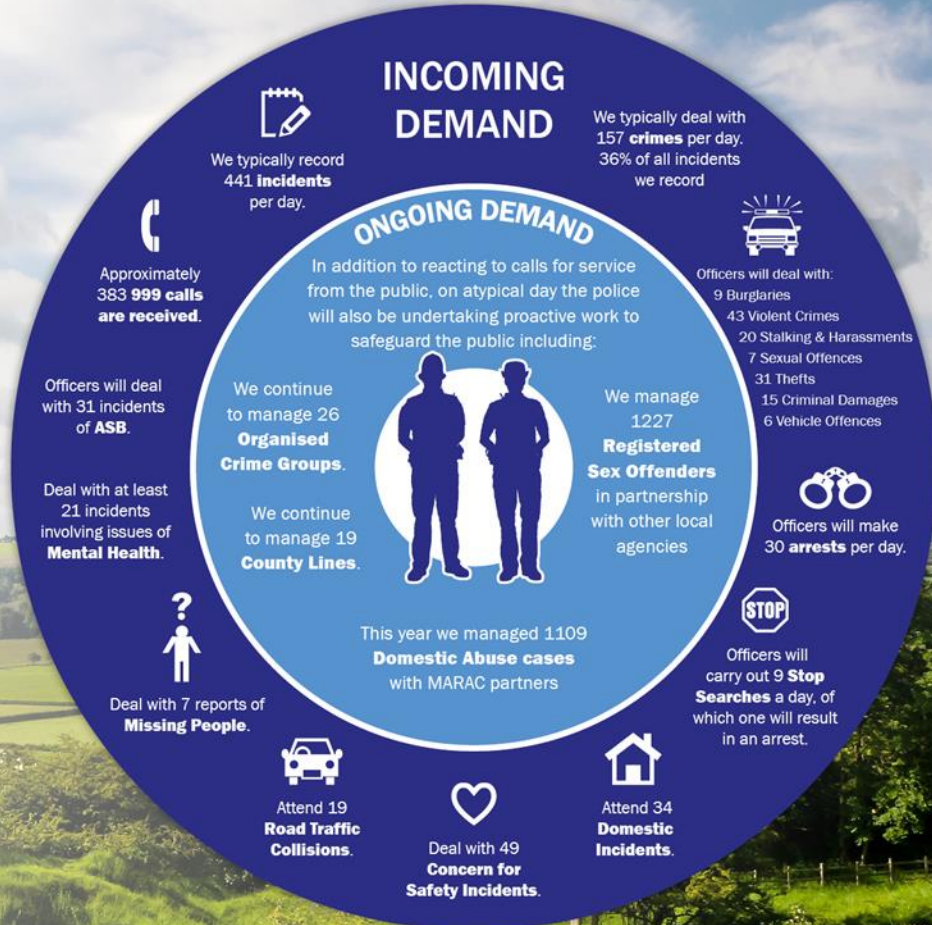 INCOMING
DEMAND
We typically record
441 incidents
per day.
We typically deal with
157 crimes per day.
36% of all incidents
we record
Approximately
383 999 calls
are received.
Officers will deal with:
9 Burglaries
43 Violent Crimes
20 Stalking & Harassments
7 Sexual Offences
31 Thefts
15 Criminal Damages
6 Vehicle Offences
Officers will deal
with 31 incidents
of ASB.
Deal with at least
21 incidents
involving issues of
Mental Health.
Officers will make
30 arrests per day.
STOP
Officers will
carry out 9 Stop
Searches a day, of
which one will result
in an arrest.
?
Deal with 7 reports of
Missing People.
Attend 19
Road Traffic
Collisions.
Deal with 49
Concern for
Safety Incidents.
Attend 34
Domestic
Incidents.
ONGOING DEMAND
In addition to reacting to calls for service
from the public, on atypical day the police
will also be undertaking proactive work to
safeguard the public including:
We continue
to manage 26
Organised
Crime Groups.
We continue
to manage 19
County Lines.
We manage
1227
Registered
Sex Offenders
in partnership
with other local
agencies
This year we managed 1109
Domestic Abuse cases
with MARAC partners